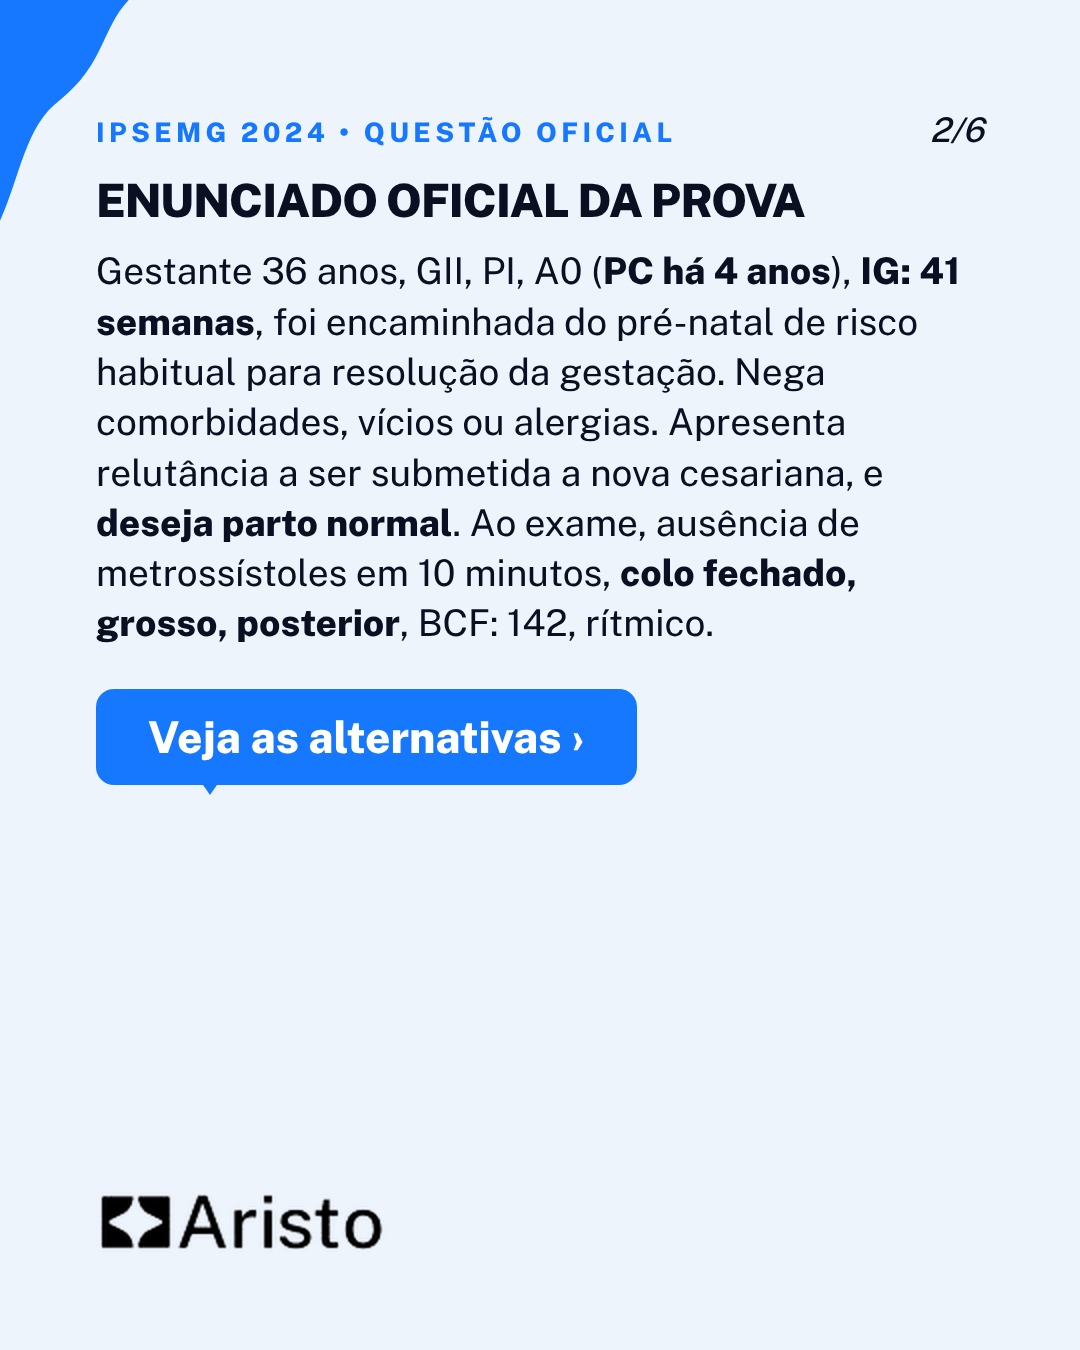 IPSEMG 2024 • QUESTÃO OFICIAL
2/6
ENUNCIADO OFICIAL DA PROVA
Gestante 36 anos, GII, PI, A0 (PC há 4 anos), IG: 41
semanas, foi encaminhada do pré-natal de risco
habitual para resolução da gestação. Nega
comorbidades, vícios ou alergias. Apresenta
relutância a ser submetida a nova cesariana, e
deseja parto normal. Ao exame, ausência de
metrossístoles em 10 minutos, colo fechado,
grosso, posterior, BCF: 142, rítmico.
Veja as alternativas ›
Aristo